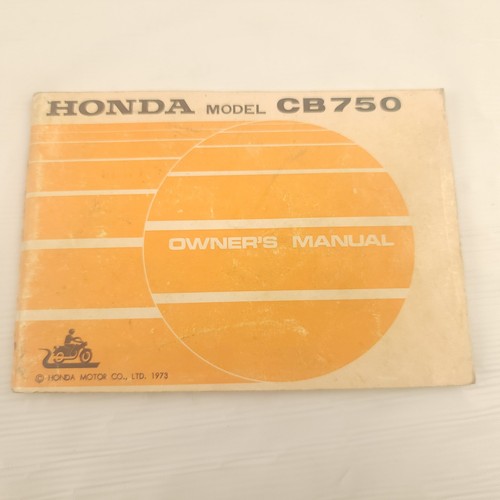 HONDA MODEL CB750
OWNER'S MANUAL
© HONDA MOTOR CO., LTD. 1973